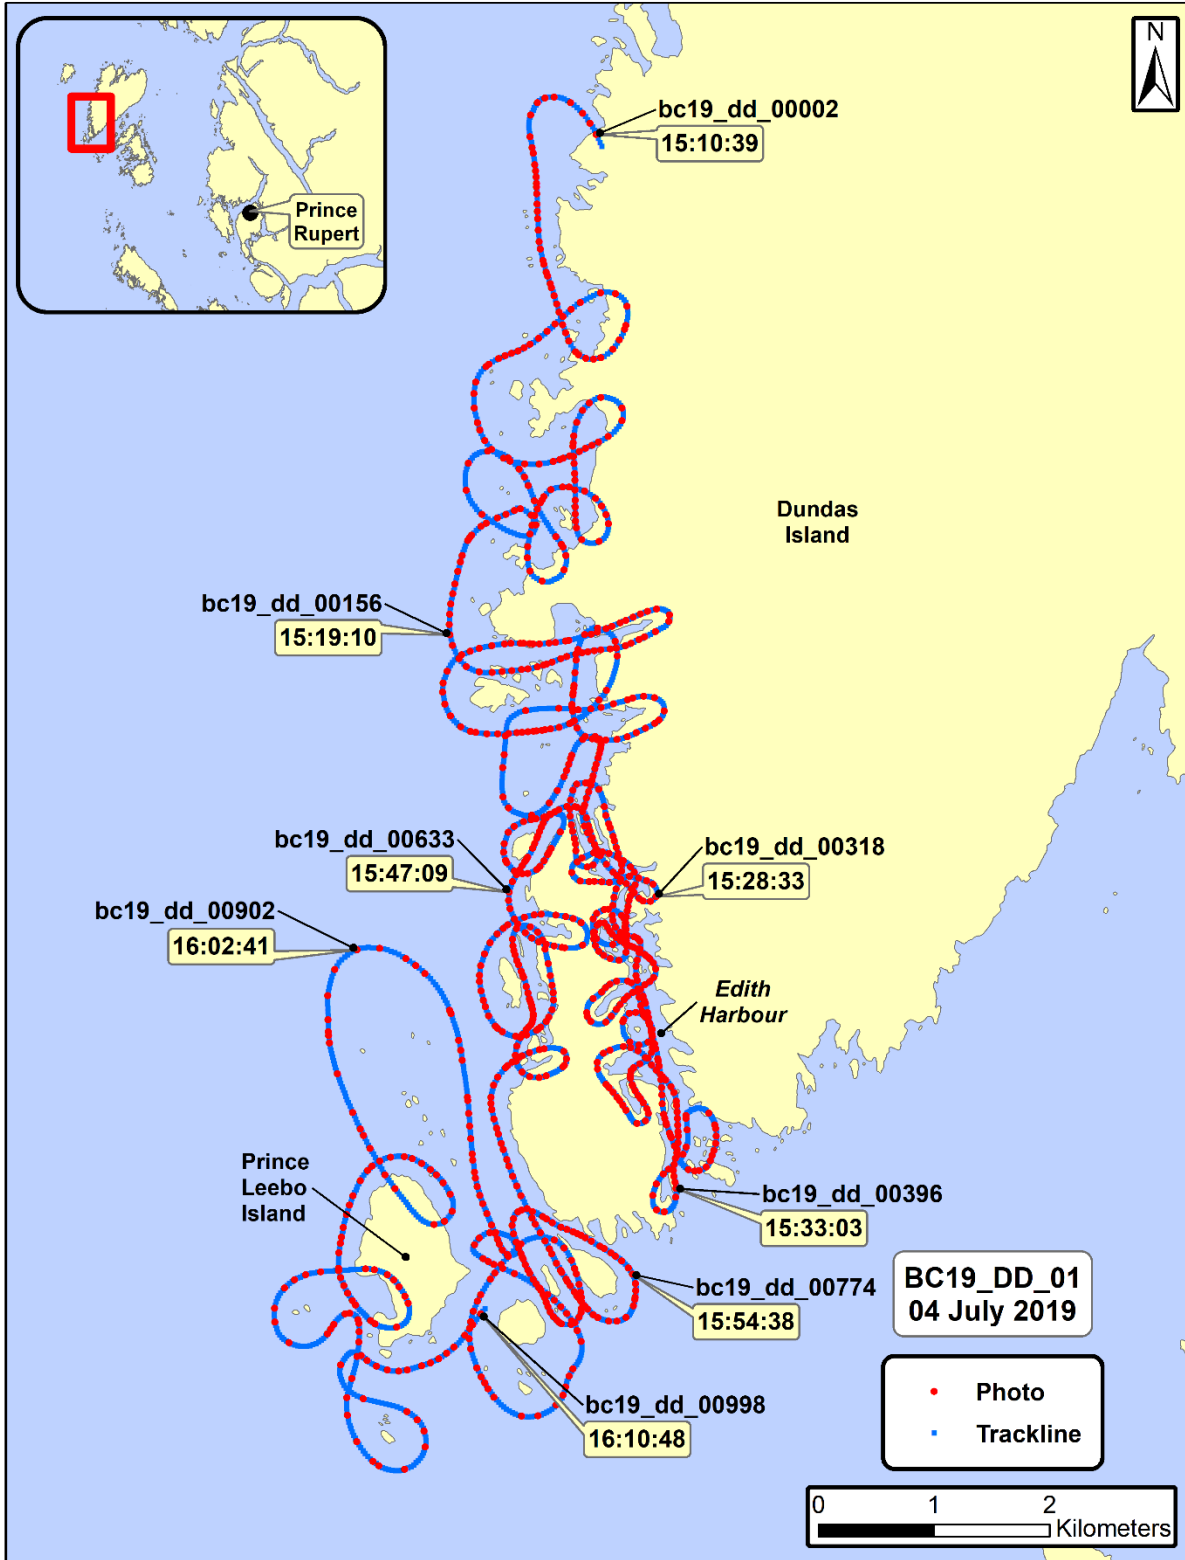 N
bc19_dd_00002
15:10:39
Prince
Rupert
Dundas
Island
bc19_dd_00156
15:19:10
bc19_dd_00633
15:47:09
bc19_dd_00318
15:28:33
bc19_dd_00902
16:02:41
Edith
Harbour
Prince
Leebo
Island
bc19_dd_00396
15:33:03
bc19_dd_00774
15:54:38
BC19_DD_01
04 July 2019
bc19_dd_00998
16:10:48
Photo
Trackline
0 1 2
Kilometers